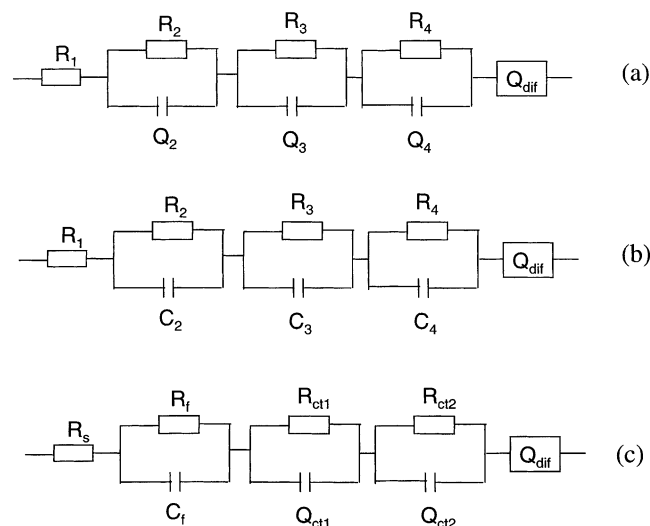 R2 R3 R4
R1 Qdif (a)
Q2 Q3 Q4
R2 R3 R4
R1 Qdif (b)
C2 C3 C4
Rf Rct1 Rct2
Rs Qdif (c)
Cf Qct1 Qct2